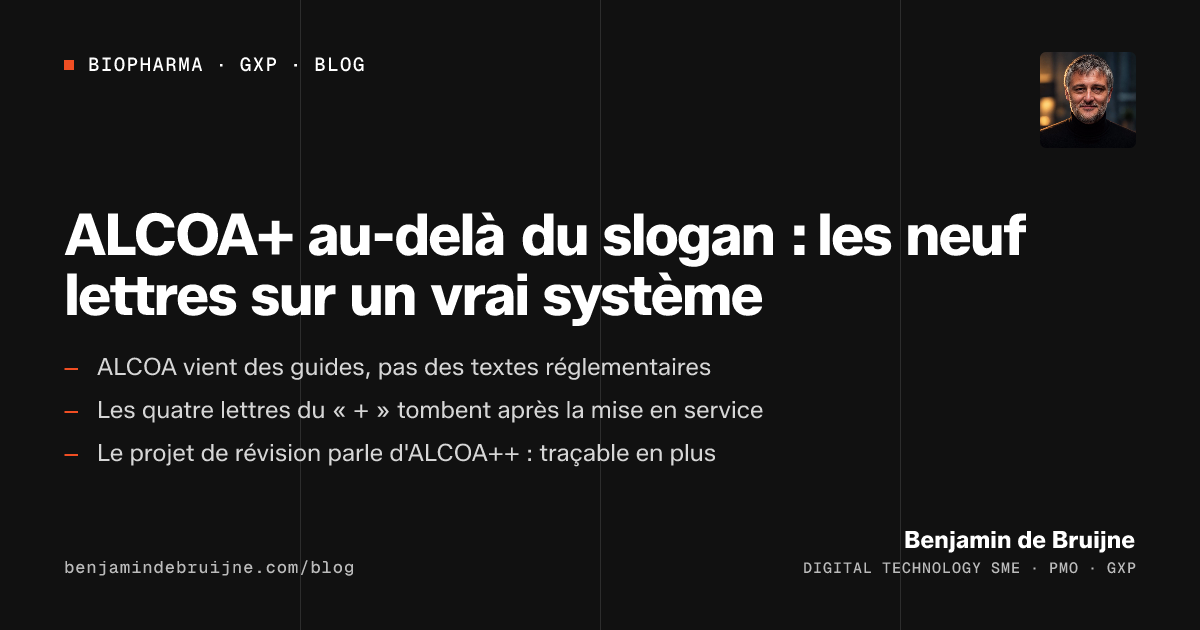 BIOPHARMA · GXP · BLOG
ALCOA+ au-delà du slogan : les neuf
lettres sur un vrai système
– ALCOA vient des guides, pas des textes réglementaires
– Les quatre lettres du « + » tombent après la mise en service
– Le projet de révision parle d'ALCOA++ : traçable en plus
Benjamin de Bruijne
benjamindebruijne.com/blog
DIGITAL TECHNOLOGY SME · PMO · GXP